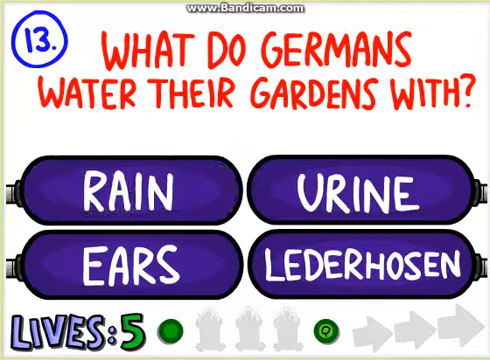 www.Bandicam.com
13.
WHAT DO GERMANS
WATER THEIR GARDENS WITH?
RAIN
URINE
EARS
LEDERHOSEN
LIVES: 5